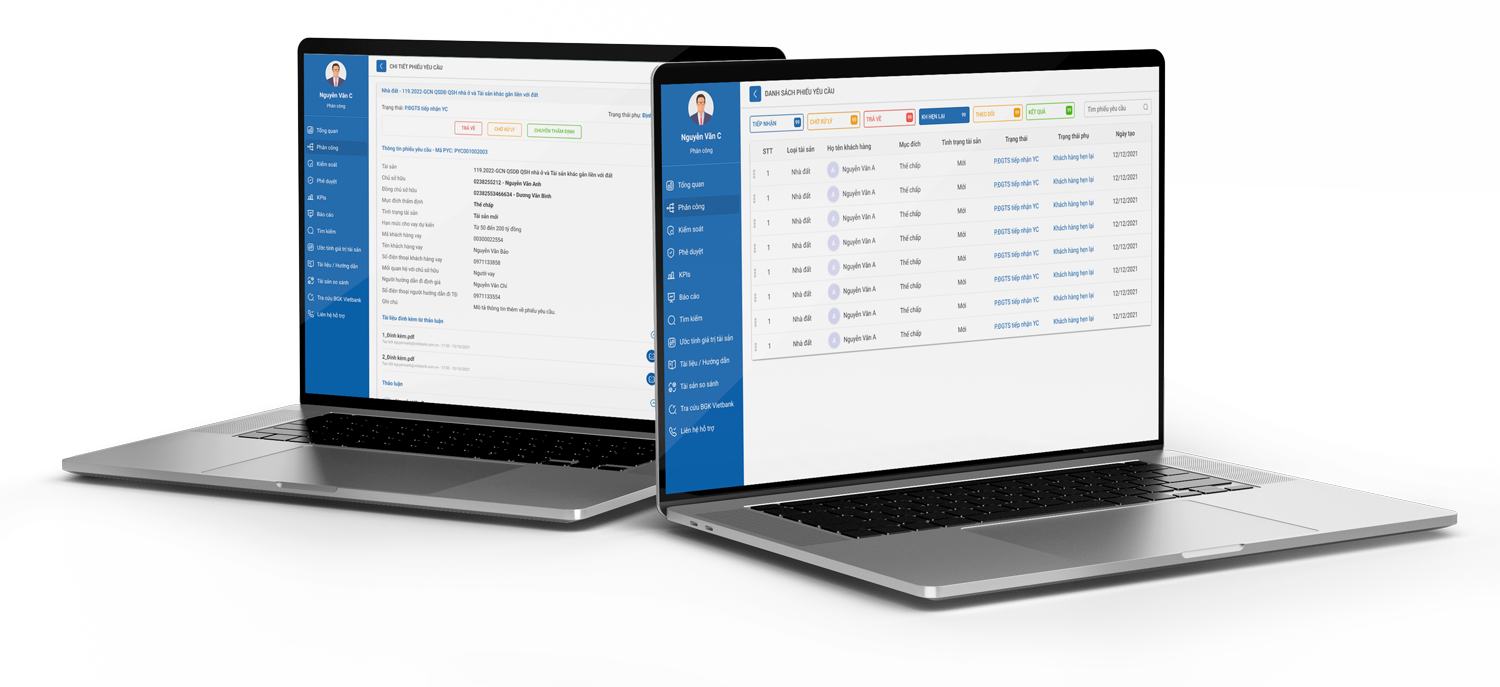 Nguyễn Văn C
Phân công
Tổng quan
Phân công
Kiểm soát
Phê duyệt
KPIs
Báo cáo
Tìm kiếm
Ước tính giá trị tài sản
Tài liệu / Hướng dẫn
Tài sản so sánh
Tra cứu BGK Vietbank
Liên hệ hỗ trợ
CHI TIẾT PHIẾU YÊU CẦU
Nhà đất - 119.2022-GCN QSDĐ QSH nhà ở và Tài sản khác gắn liền với đất
Trạng thái: P.ĐGTS tiếp nhận YC
Trạng thái phụ:
TRẢ VỀ
CHỜ XỬ LÝ
CHUYỂN THẨM ĐỊNH
Thông tin phiếu yêu cầu - Mã PYC: PYC001002003
Tài sản 119.2022-GCN QSDĐ QSH nhà ở và Tài sản khác gắn liền với đất
Chủ sở hữu 0238255212 - Nguyễn Vân Anh
Đồng chủ sở hữu 02382553466634 - Dương Văn Bình
Mục đích thẩm định Thế chấp
Tình trạng tài sản Tài sản mới
Hạn mức cho vay dự kiến Từ 50 đến 200 tỷ đồng
Mã khách hàng vay 00300022554
Tên khách hàng vay Nguyễn Văn Bảo
Số điện thoại khách hàng vay 0971133858
Mối quan hệ với chủ sở hữu Người vay
Người hướng dẫn đi định giá Nguyễn Văn Chí
Số điện thoại người hướng dẫn đi TĐ 0971133554
Ghi chú Mô tả thông tin thêm về phiếu yêu cầu.
Tài liệu đính kèm từ thảo luận
1_Đính kèm.pdf
2_Đính kèm.pdf
Thảo luận
Nguyễn Văn C
Phân công
Tổng quan
Phân công
Kiểm soát
Phê duyệt
KPIs
Báo cáo
Tìm kiếm
Ước tính giá trị tài sản
Tài liệu / Hướng dẫn
Tài sản so sánh
Tra cứu BGK Vietbank
Liên hệ hỗ trợ
DANH SÁCH PHIẾU YÊU CẦU
TIẾP NHẬN 99 CHỜ XỬ LÝ 99 TRẢ VỀ 99 KH HẸN LẠI 99 THEO DÕI 99 KẾT QUẢ 99 Tìm phiếu yêu cầu
STT Loại tài sản Họ tên khách hàng Mục đích Tình trạng tài sản Trạng thái Trạng thái phụ Ngày tạo
1 Nhà đất A Nguyễn Văn A Thế chấp Mới P.ĐGTS tiếp nhận YC Khách hàng hẹn lại 12/12/2021
1 Nhà đất A Nguyễn Văn A Thế chấp Mới P.ĐGTS tiếp nhận YC Khách hàng hẹn lại 12/12/2021
1 Nhà đất A Nguyễn Văn A Thế chấp Mới P.ĐGTS tiếp nhận YC Khách hàng hẹn lại 12/12/2021
1 Nhà đất A Nguyễn Văn A Thế chấp Mới P.ĐGTS tiếp nhận YC Khách hàng hẹn lại 12/12/2021
1 Nhà đất A Nguyễn Văn A Thế chấp Mới P.ĐGTS tiếp nhận YC Khách hàng hẹn lại 12/12/2021
1 Nhà đất A Nguyễn Văn A Thế chấp Mới P.ĐGTS tiếp nhận YC Khách hàng hẹn lại 12/12/2021
1 Nhà đất A Nguyễn Văn A Thế chấp Mới P.ĐGTS tiếp nhận YC Khách hàng hẹn lại 12/12/2021
1 Nhà đất A Nguyễn Văn A Thế chấp Mới P.ĐGTS tiếp nhận YC Khách hàng hẹn lại 12/12/2021